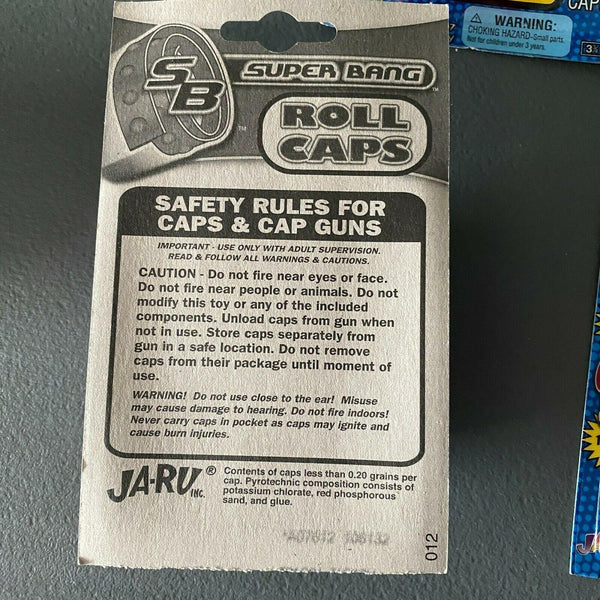 WARNING:
CHOKING HAZARD-Small parts.
Not for children under 3 years.
CAP
SB
SUPER BANG
TM
ROLL
CAPS
SAFETY RULES FOR
CAPS & CAP GUNS
IMPORTANT - USE ONLY WITH ADULT SUPERVISION.
READ & FOLLOW ALL WARNINGS & CAUTIONS.
CAUTION - Do not fire near eyes or face.
Do not fire near people or animals. Do not
modify this toy or any of the included
components. Unload caps from gun when
not in use. Store caps separately from
gun in a safe location. Do not remove
caps from their package until moment of
use.
WARNING! Do not use close to the ear! Misuse
may cause damage to hearing. Do not fire indoors!
Never carry caps in pocket as caps may ignite and
cause burn injuries.
JA-RU® INC.
Contents of caps less than 0.20 grains per
cap. Pyrotechnic composition consists of
potassium chlorate, red phosphorous
sand, and glue.
012